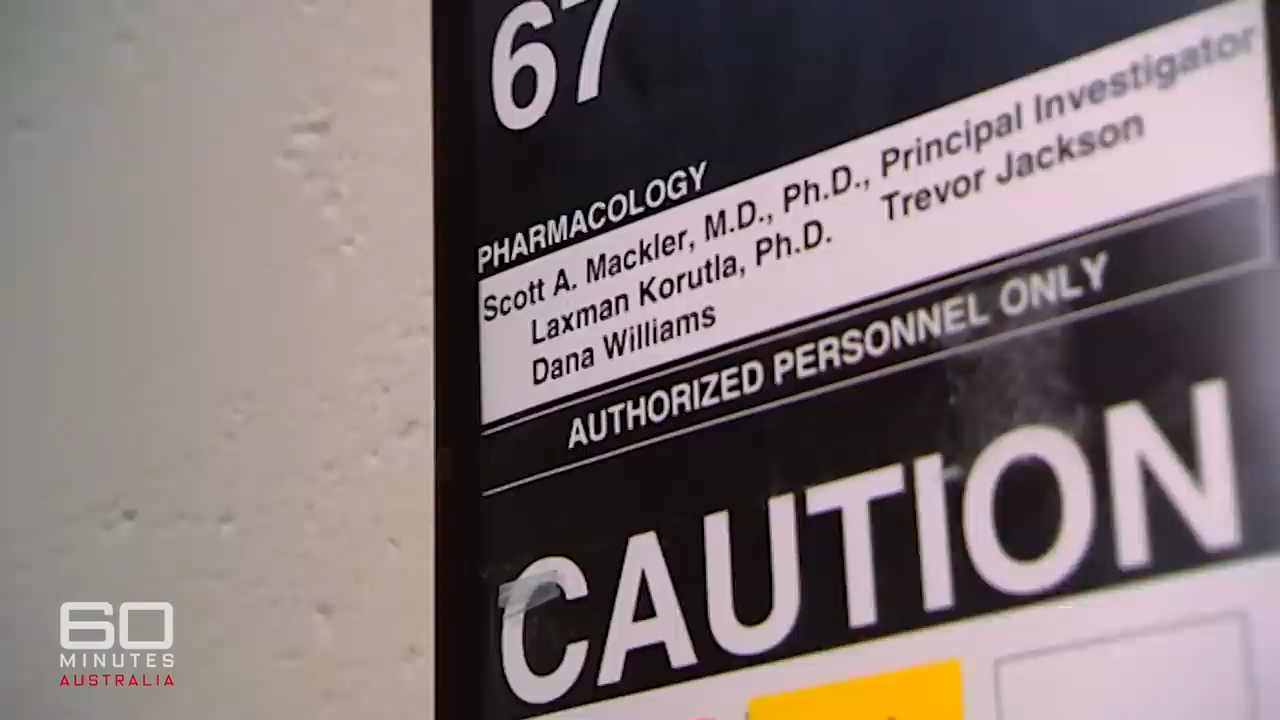 67
PHARMACOLOGY
Scott A. Mackler, M.D., Ph.D., Principal Investigator
Laxman Korutla, Ph.D. Trevor Jackson
Dana Williams
AUTHORIZED PERSONNEL ONLY
CAUTION
60
MINUTES
AUSTRALIA